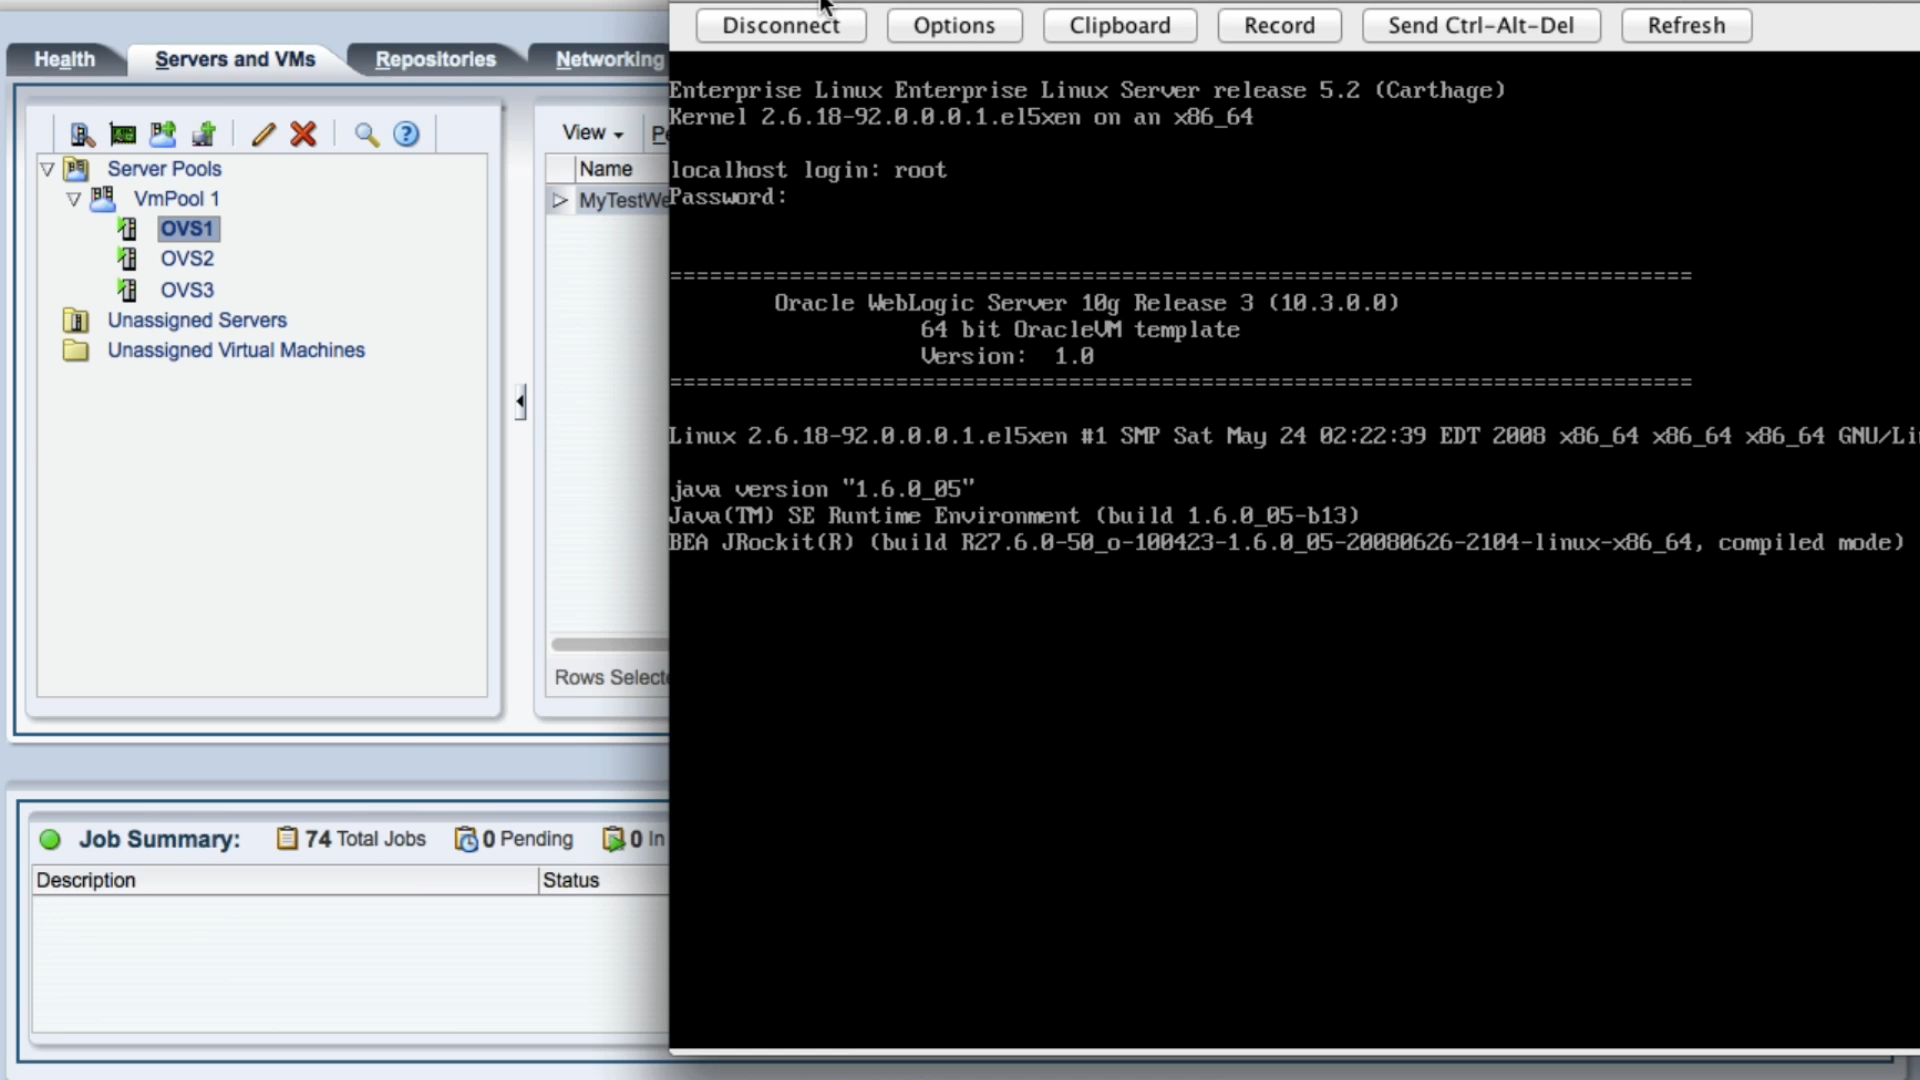 Health
Servers and VMs
Repositories
Networking
Server Pools
VmPool 1
OVS1
OVS2
OVS3
Unassigned Servers
Unassigned Virtual Machines
View
Name
MyTestWe
Rows Selecte
Job Summary: 74 Total Jobs 0 Pending 0 In
Description Status
Disconnect Options Clipboard Record Send Ctrl-Alt-Del Refresh
Enterprise Linux Enterprise Linux Server release 5.2 (Carthage)
Kernel 2.6.18-92.0.0.0.1.el5xen on an x86_64
localhost login: root
Password:
==============================================================================
Oracle WebLogic Server 10g Release 3 (10.3.0.0)
64 bit OracleVM template
Version: 1.0
==============================================================================
Linux 2.6.18-92.0.0.0.1.el5xen #1 SMP Sat May 24 02:22:39 EDT 2008 x86_64 x86_64 x86_64 GNU/Li
java version "1.6.0_05"
Java(TM) SE Runtime Environment (build 1.6.0_05-b13)
BEA JRockit(R) (build R27.6.0-50_o-100423-1.6.0_05-20080626-2104-linux-x86_64, compiled mode)